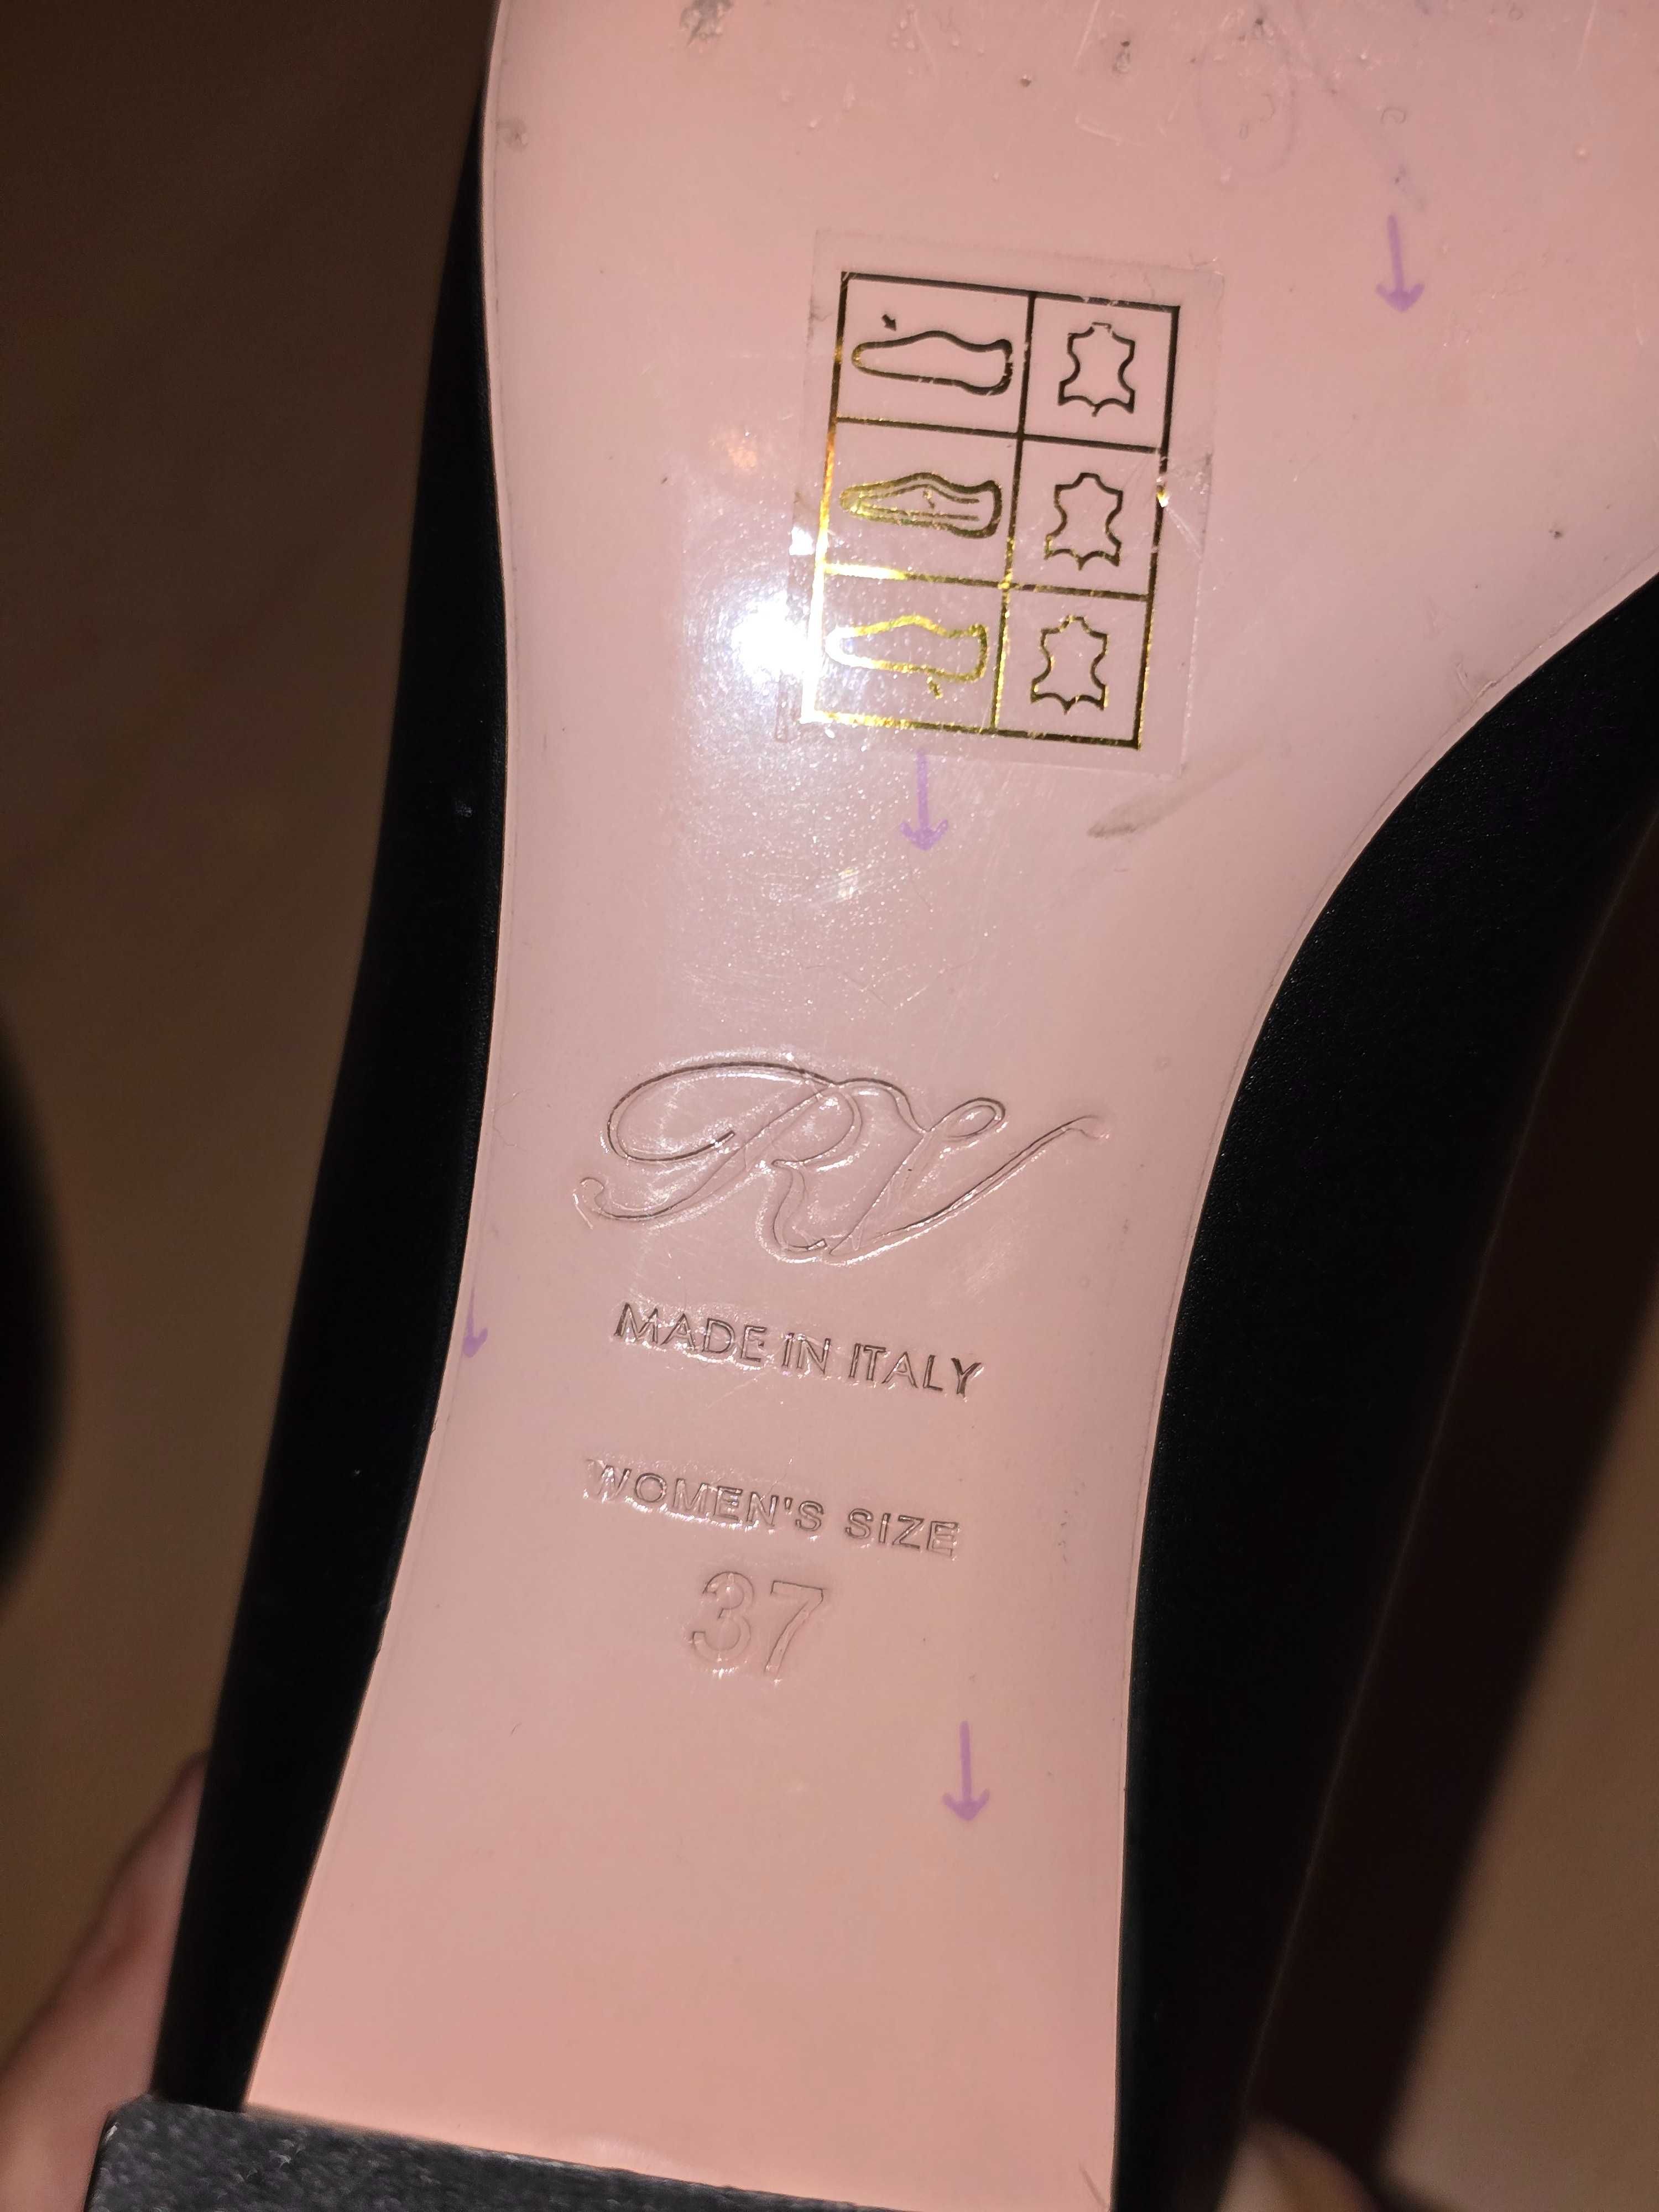 RV
MADE IN ITALY
WOMEN'S SIZE
37